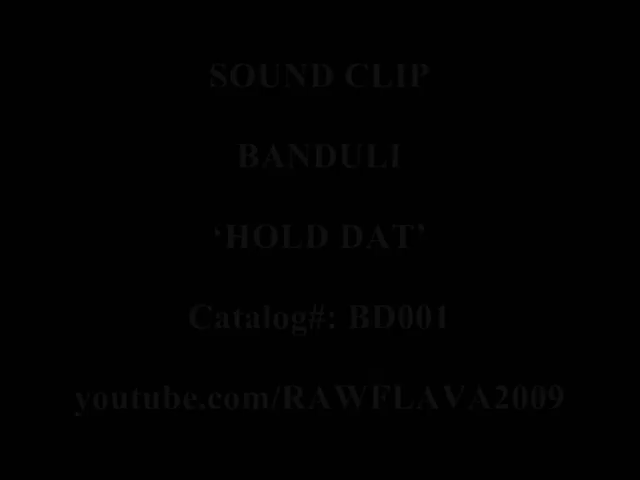 SOUND CLIP
BANDULI
‘HOLD DAT’
Catalog#: BD001
youtube.com/RAWFLAVA2009